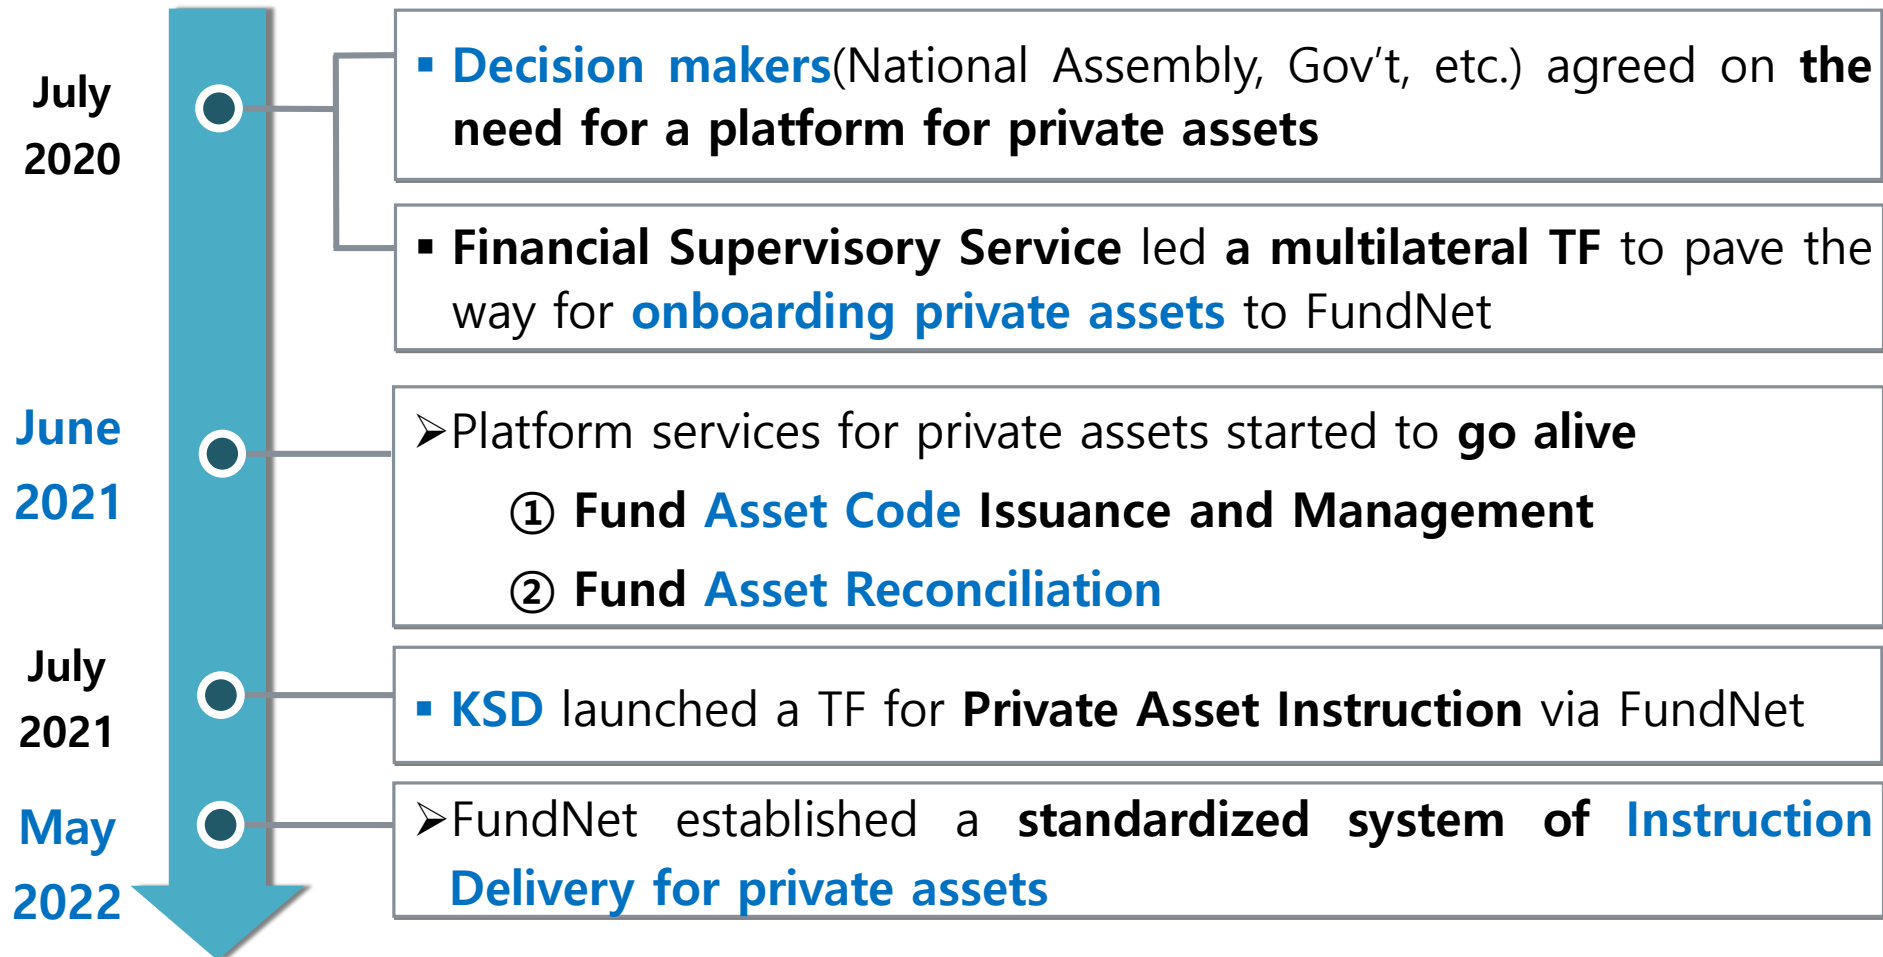 July
2020
▪ Decision makers(National Assembly, Gov't, etc.) agreed on the
need for a platform for private assets
▪ Financial Supervisory Service led a multilateral TF to pave the
way for onboarding private assets to FundNet
June
2021
➢Platform services for private assets started to go alive
① Fund Asset Code Issuance and Management
② Fund Asset Reconciliation
July
2021
▪ KSD launched a TF for Private Asset Instruction via FundNet
May
2022
➢FundNet established a standardized system of Instruction
Delivery for private assets